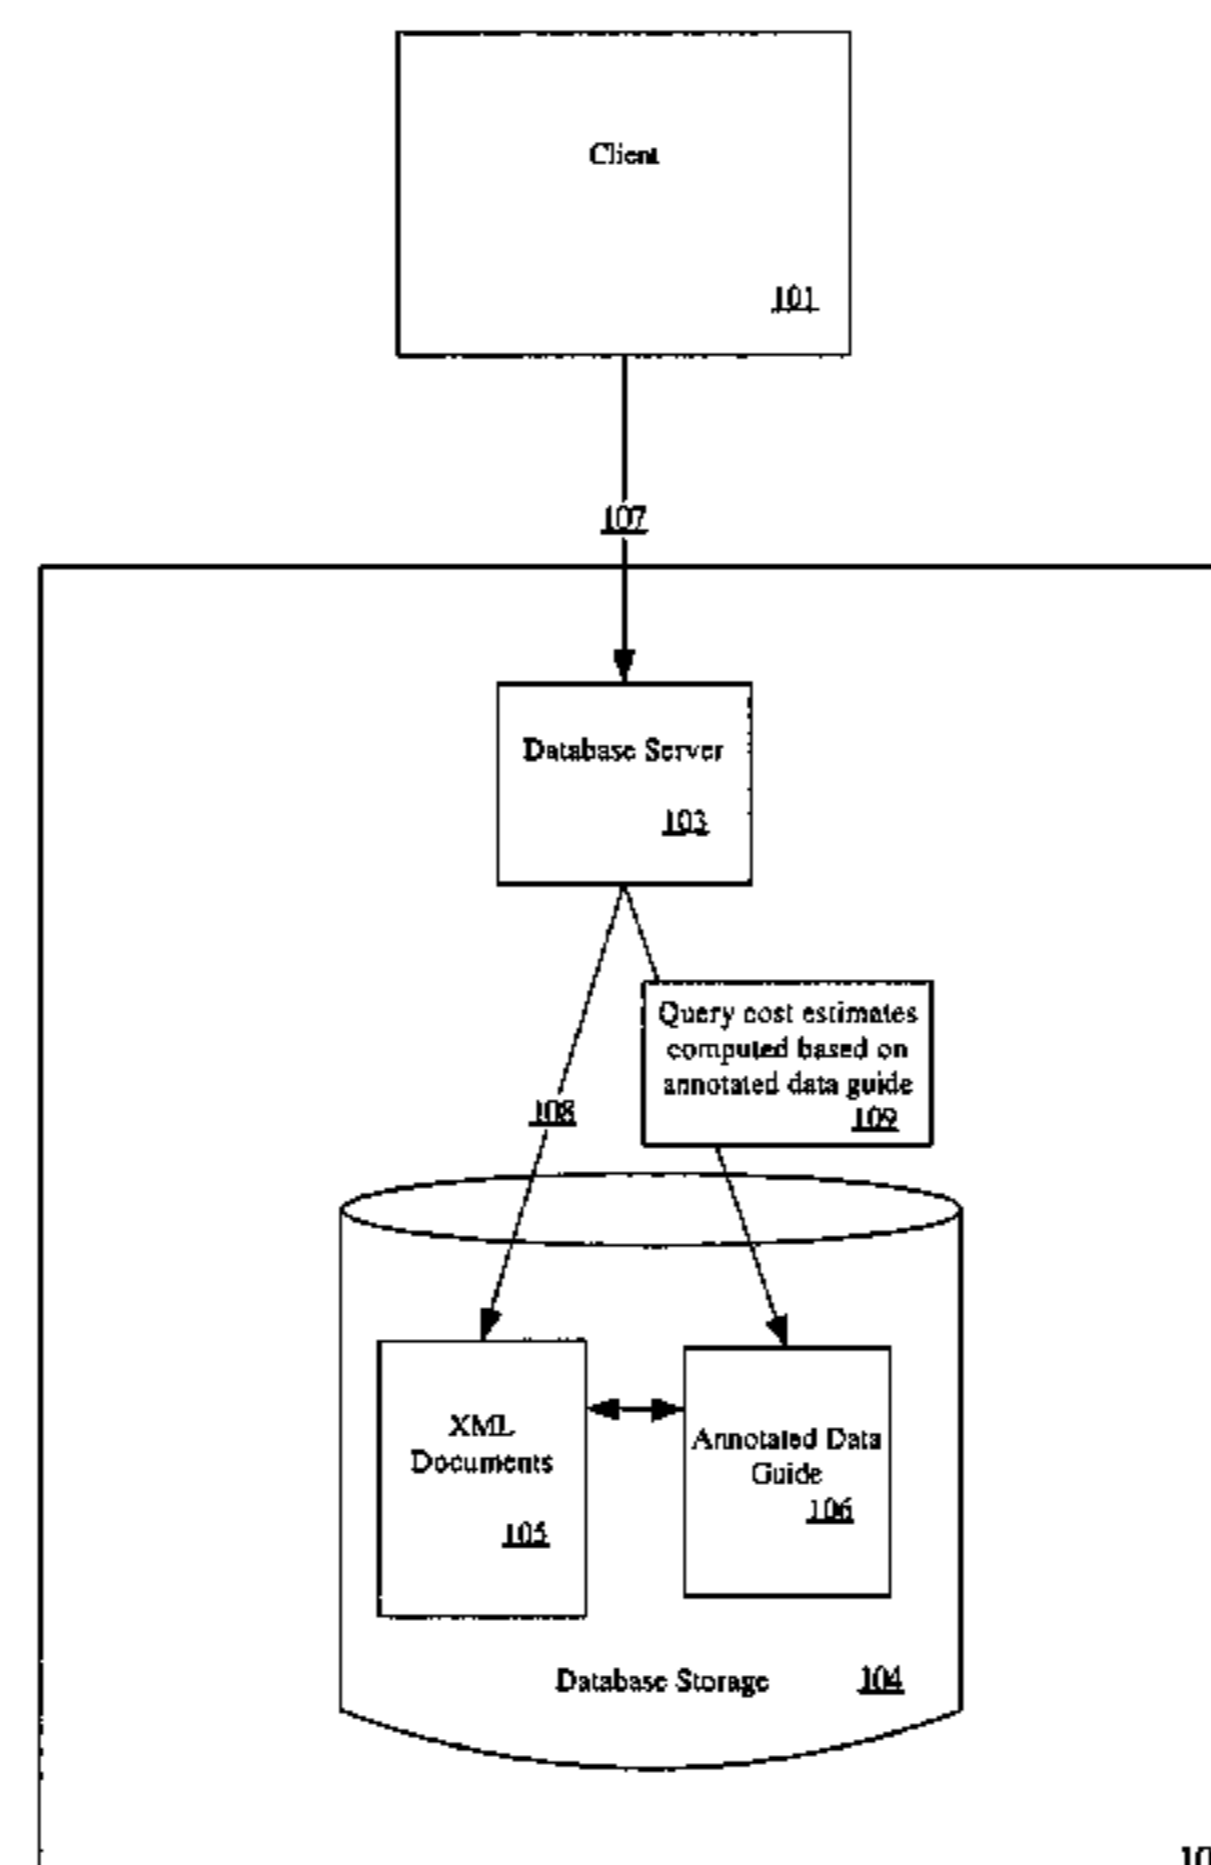 Client
101
107
Database Server
103
Query cost estimates
computed based on
annotated data guide
109
108
XML
Documents
105
Annotated Data
Guide
106
Database Storage
104